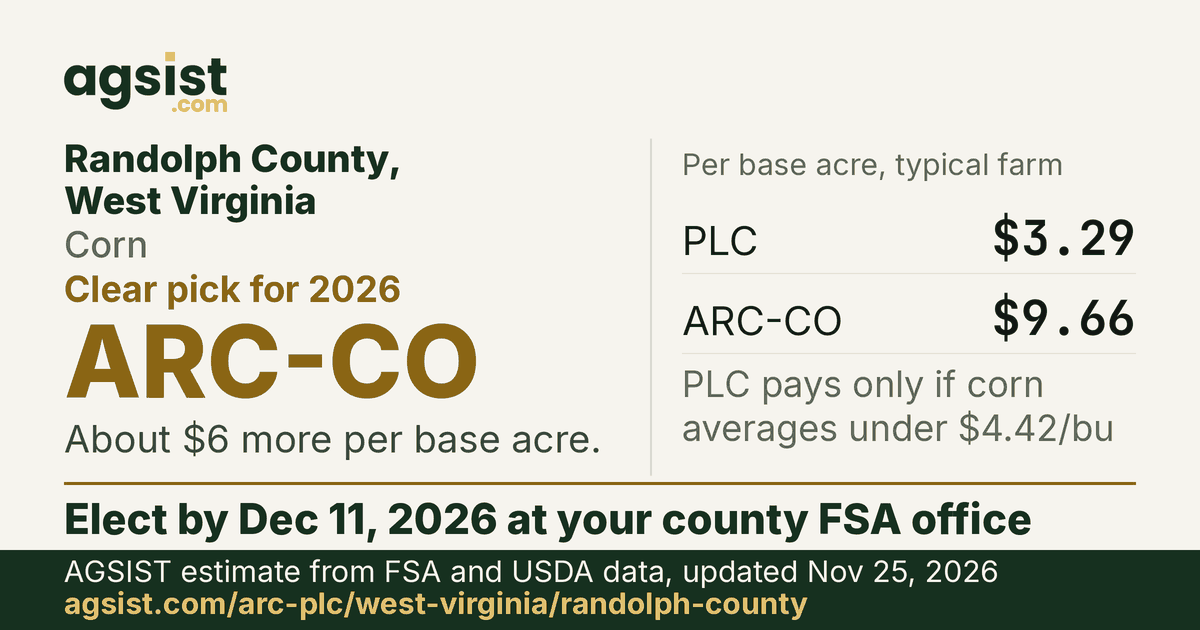 agsist
.com
Randolph County,
West Virginia
Corn
Clear pick for 2026
ARC-CO
About $6 more per base acre.
Per base acre, typical farm
PLC $3.29
ARC-CO $9.66
PLC pays only if corn
averages under $4.42/bu
Elect by Dec 11, 2026 at your county FSA office
AGSIST estimate from FSA and USDA data, updated Nov 25, 2026
agsist.com/arc-plc/west-virginia/randolph-county